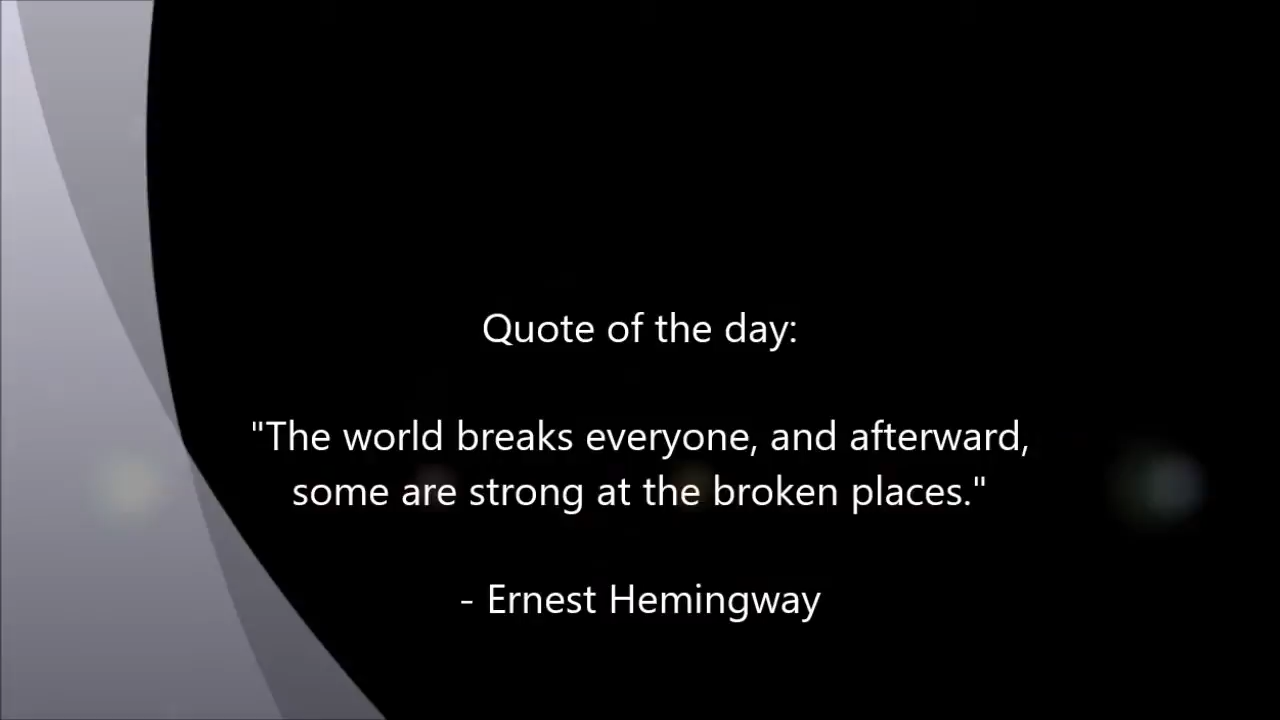 Quote of the day:
"The world breaks everyone, and afterward,
some are strong at the broken places."
- Ernest Hemingway